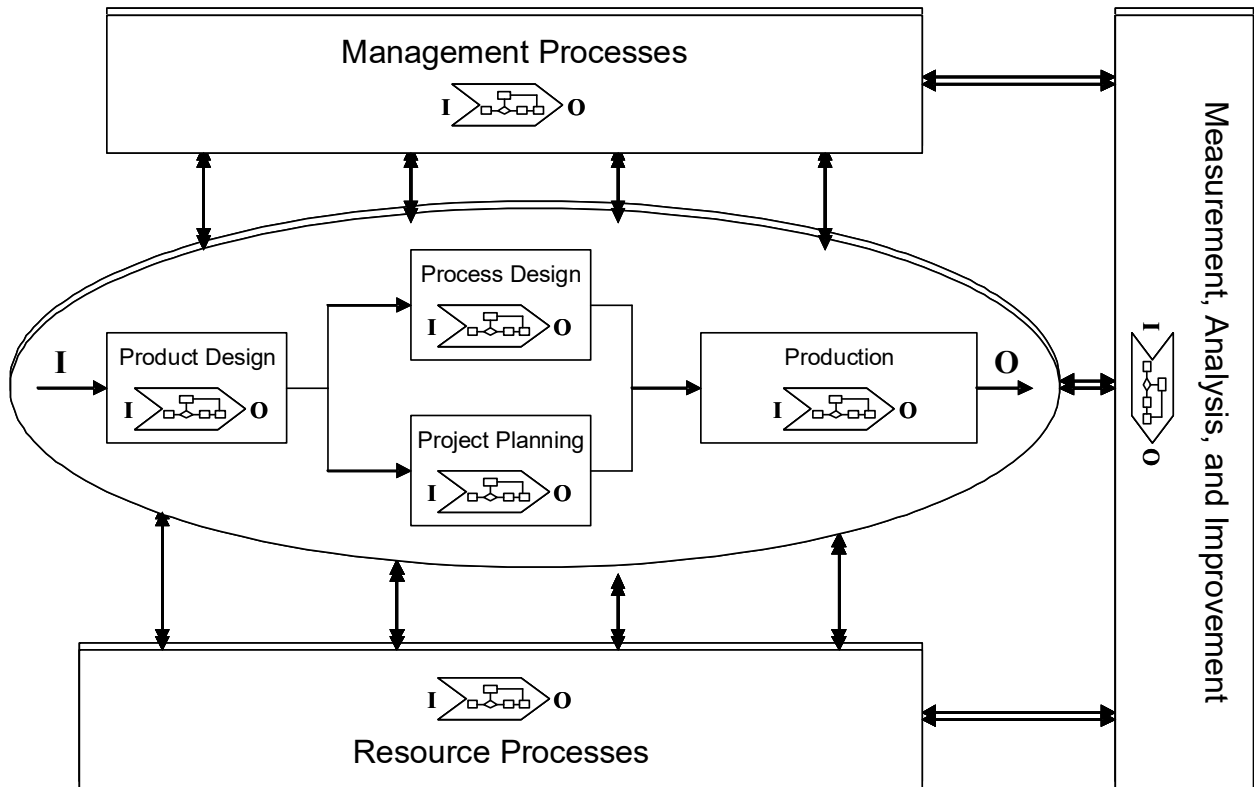 Management Processes
I O
Process Design
I O
I
Product Design
I O
Project Planning
I O
Production
I O
O
I O
Resource Processes
Measurement, Analysis, and Improvement
I O